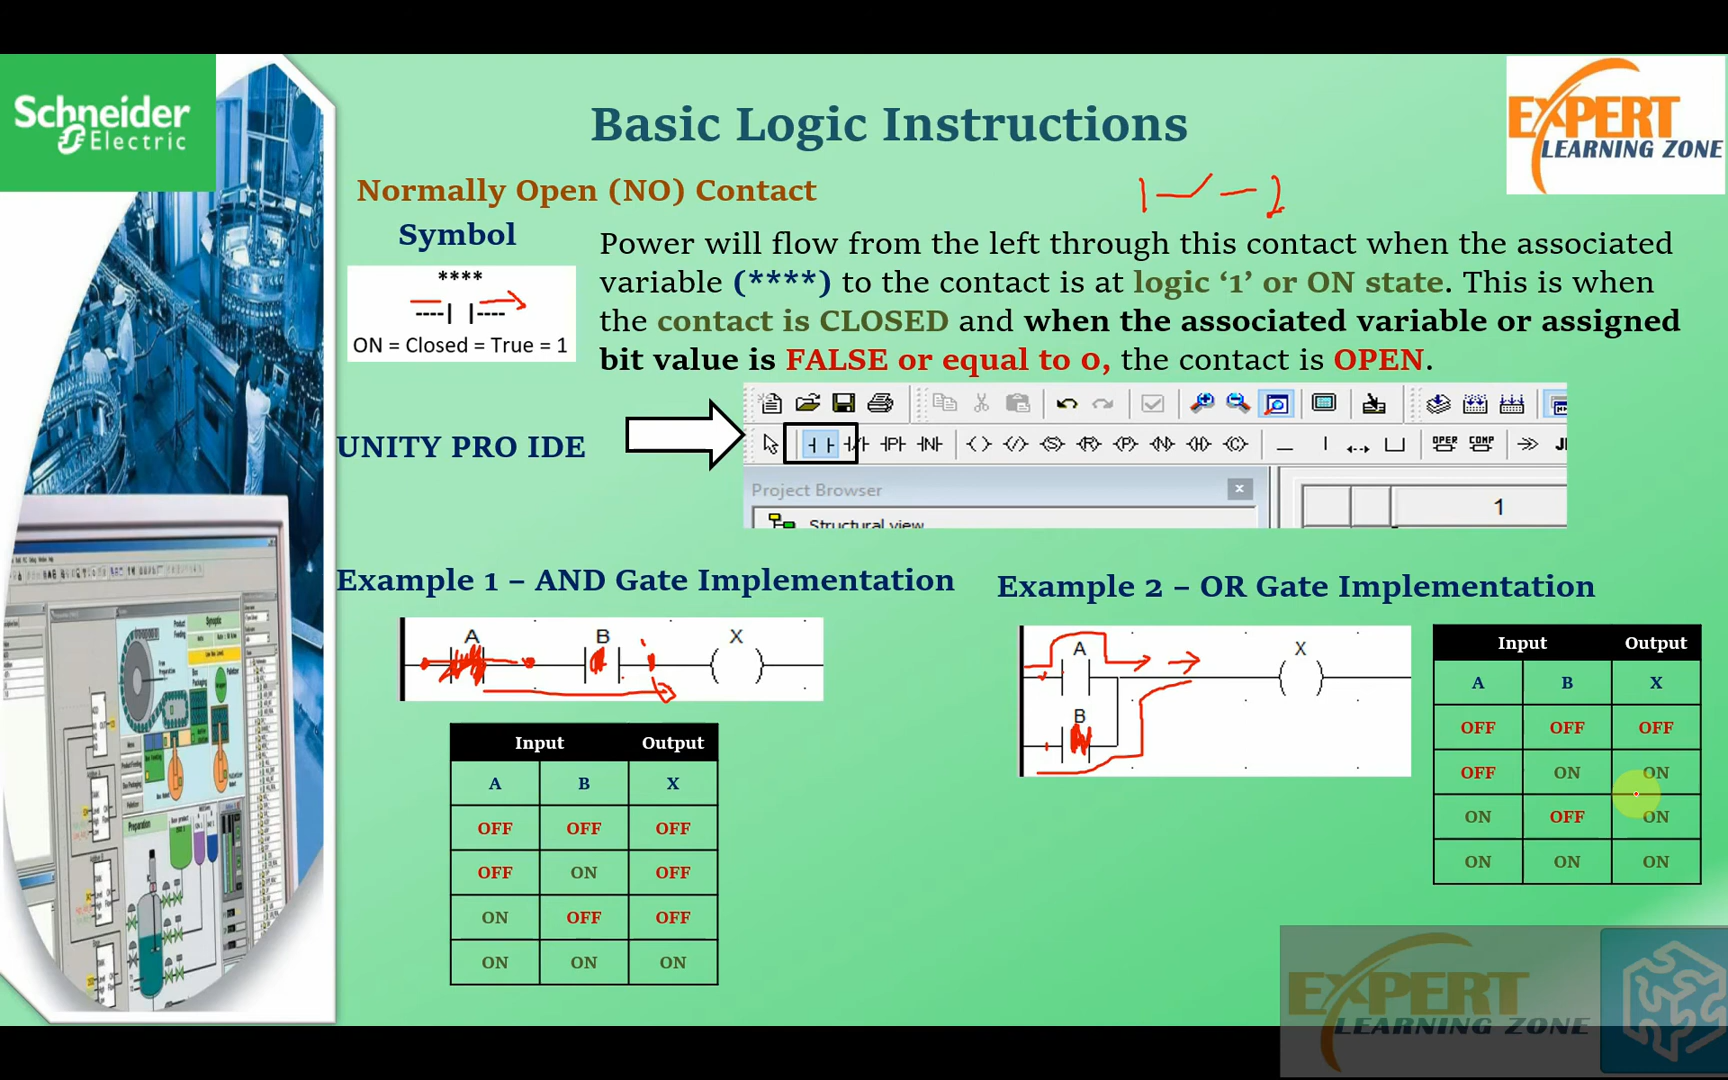 Schneider
Electric
EXPERT
LEARNING ZONE
Basic Logic Instructions
Normally Open (NO) Contact
1 2
Symbol
****
----| |----
ON = Closed = True = 1
Power will flow from the left through this contact when the associated
variable (****) to the contact is at logic ‘1’ or ON state. This is when
the contact is CLOSED and when the associated variable or assigned
bit value is FALSE or equal to 0, the contact is OPEN.
UNITY PRO IDE
OPER COMP
Project Browser
Structural view
1
Example 1 – AND Gate Implementation
A B X
Input Output
A B X
OFF OFF OFF
OFF ON OFF
ON OFF OFF
ON ON ON
Example 2 – OR Gate Implementation
A X
B
Input Output
A B X
OFF OFF OFF
OFF ON ON
ON OFF ON
ON ON ON
EXPERT
LEARNING ZONE